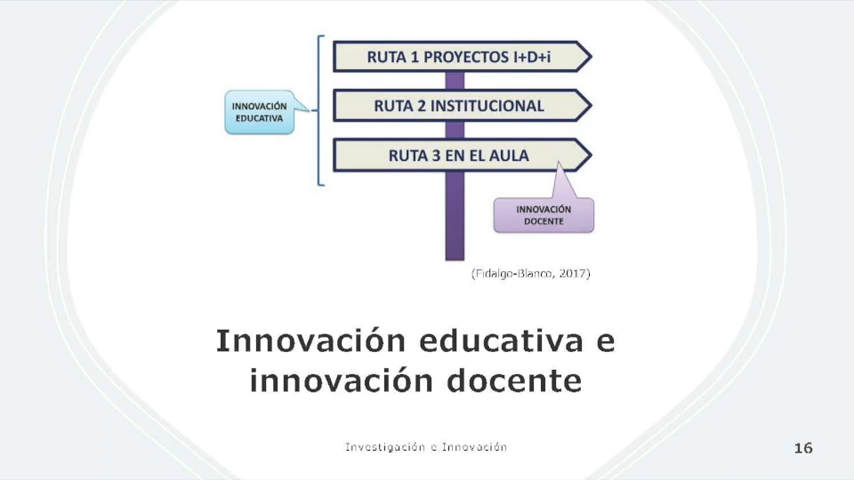 RUTA 1 PROYECTOS I+D+i
INNOVACIÓN
EDUCATIVA
RUTA 2 INSTITUCIONAL
RUTA 3 EN EL AULA
INNOVACIÓN
DOCENTE
(Fidalgo-Blanco, 2017)
Innovación educativa e
innovación docente
Investigación e Innovación
16